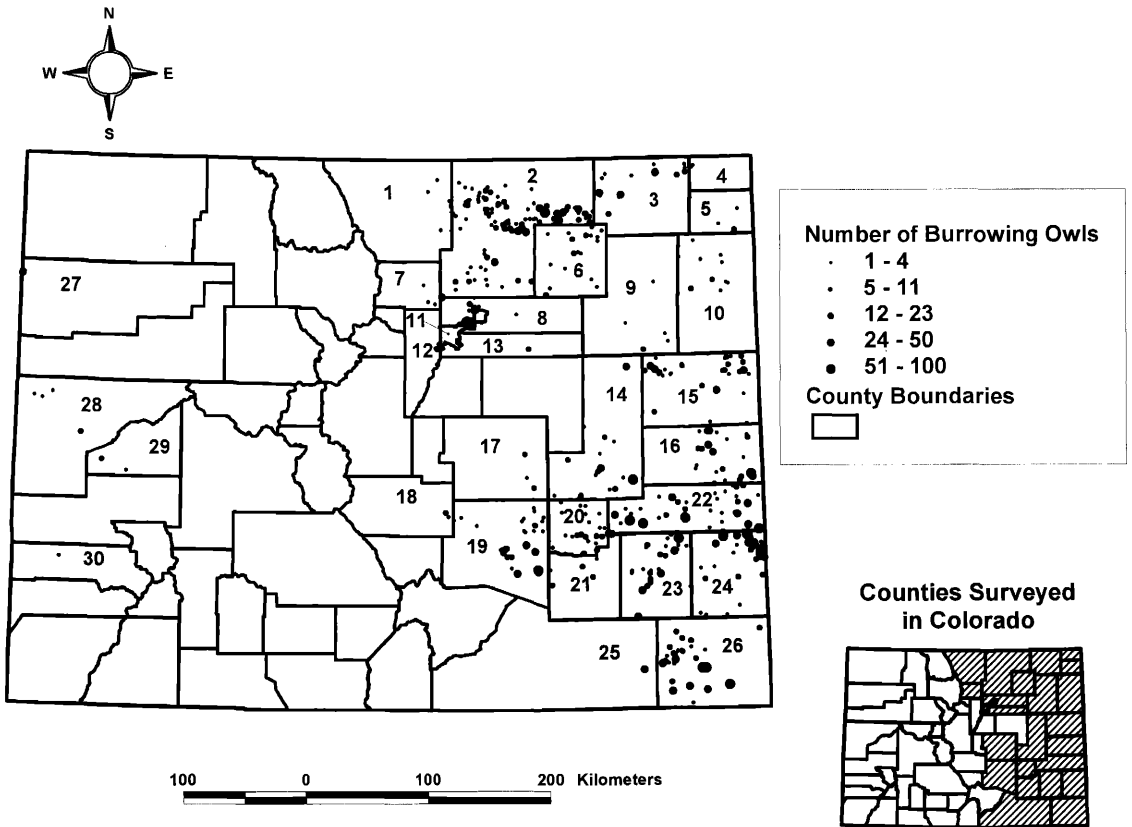 N
W E
S
1
2
3
4
5
6
7
8
9
10
11
12
13
14
15
16
17
18
19
20
21
22
23
24
25
26
27
28
29
30
Number of Burrowing Owls
1 - 4
5 - 11
12 - 23
24 - 50
51 - 100
County Boundaries
Counties Surveyed
in Colorado
100 0 100 200 Kilometers